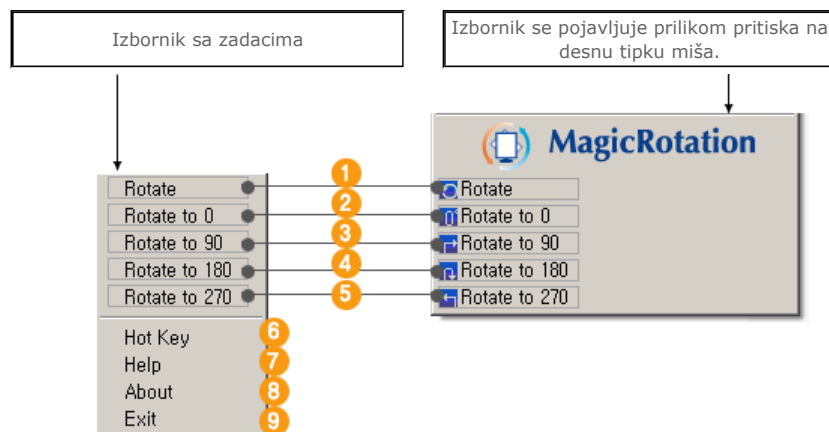 Izbornik sa zadacima
Izbornik se pojavljuje prilikom pritiska na
desnu tipku miša.
MagicRotation
Rotate
Rotate to 0
Rotate to 90
Rotate to 180
Rotate to 270
Hot Key
Help
About
Exit
1
2
3
4
5
6
7
8
9
Rotate
Rotate to 0
Rotate to 90
Rotate to 180
Rotate to 270